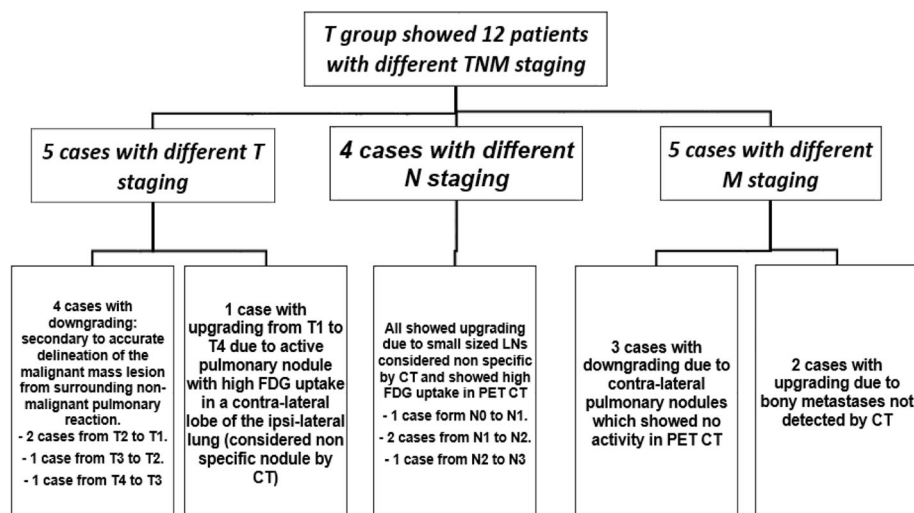 T group showed 12 patients
with different TNM staging
5 cases with different T
staging
4 cases with different
N staging
5 cases with different
M staging
4 cases with
downgrading:
secondary to accurate
delineation of the
malignant mass lesion
from surrounding non-
malignant pulmonary
reaction.
- 2 cases from T2 to T1.
- 1 case from T3 to T2.
- 1 case from T4 to T3
1 case with
upgrading from T1 to
T4 due to active
pulmonary nodule
with high FDG uptake
in a contra-lateral
lobe of the ipsi-lateral
lung (considered non
specific nodule by
CT)
All showed upgrading
due to small sized LNs
considered non specific
by CT and showed high
FDG uptake in PET CT
- 1 case form N0 to N1.
- 2 cases from N1 to N2.
- 1 case from N2 to N3
3 cases with
downgrading due to
contra-lateral
pulmonary nodules
which showed no
activity in PET CT
2 cases with
upgrading due to
bony metastases not
detected by CT